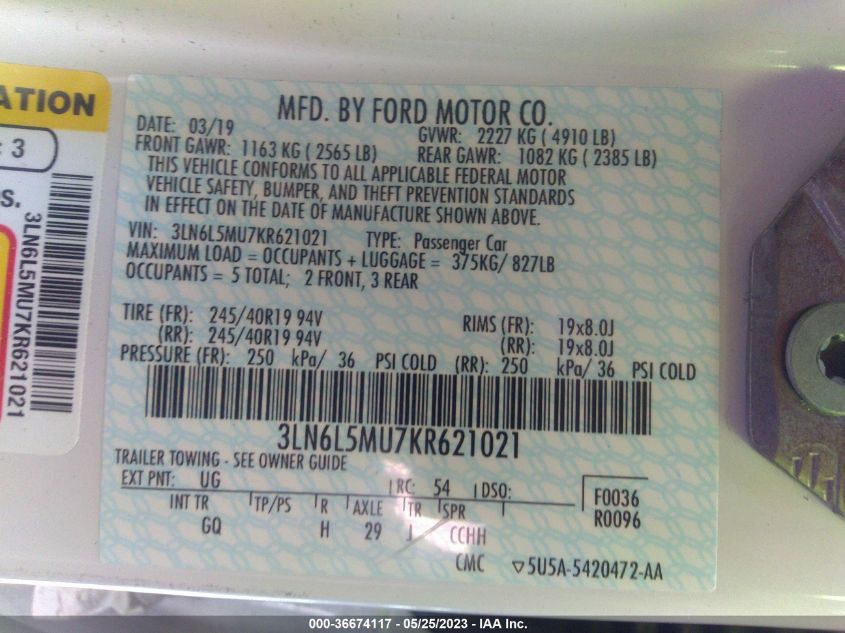 ATION
: 3
S.
3LN6L5MU7KR621021
MFD. BY FORD MOTOR CO.
DATE: 03/19 GVWR: 2227 KG ( 4910 LB)
FRONT GAWR: 1163 KG ( 2565 LB) REAR GAWR: 1082 KG ( 2385 LB)
THIS VEHICLE CONFORMS TO ALL APPLICABLE FEDERAL MOTOR
VEHICLE SAFETY, BUMPER, AND THEFT PREVENTION STANDARDS
IN EFFECT ON THE DATE OF MANUFACTURE SHOWN ABOVE.
VIN: 3LN6L5MU7KR621021 TYPE: Passenger Car
MAXIMUM LOAD = OCCUPANTS + LUGGAGE = 375KG/ 827LB
OCCUPANTS = 5 TOTAL; 2 FRONT, 3 REAR
TIRE (FR): 245/40R19 94V RIMS (FR): 19x8.0J
(RR): 245/40R19 94V (RR): 19x8.0J
PRESSURE (FR): 250 kPa/ 36 PSI COLD (RR): 250 kPa/ 36 PSI COLD
3LN6L5MU7KR621021
TRAILER TOWING - SEE OWNER GUIDE
EXT PNT: UG RC: 54 DSO: F0036
INT TR TP/PS R AXLE TR SPR R0096
GQ H 29 J CCHH
CMC ▽5U5A-5420472-AA
000-36674117 - 05/25/2023 - IAA Inc.